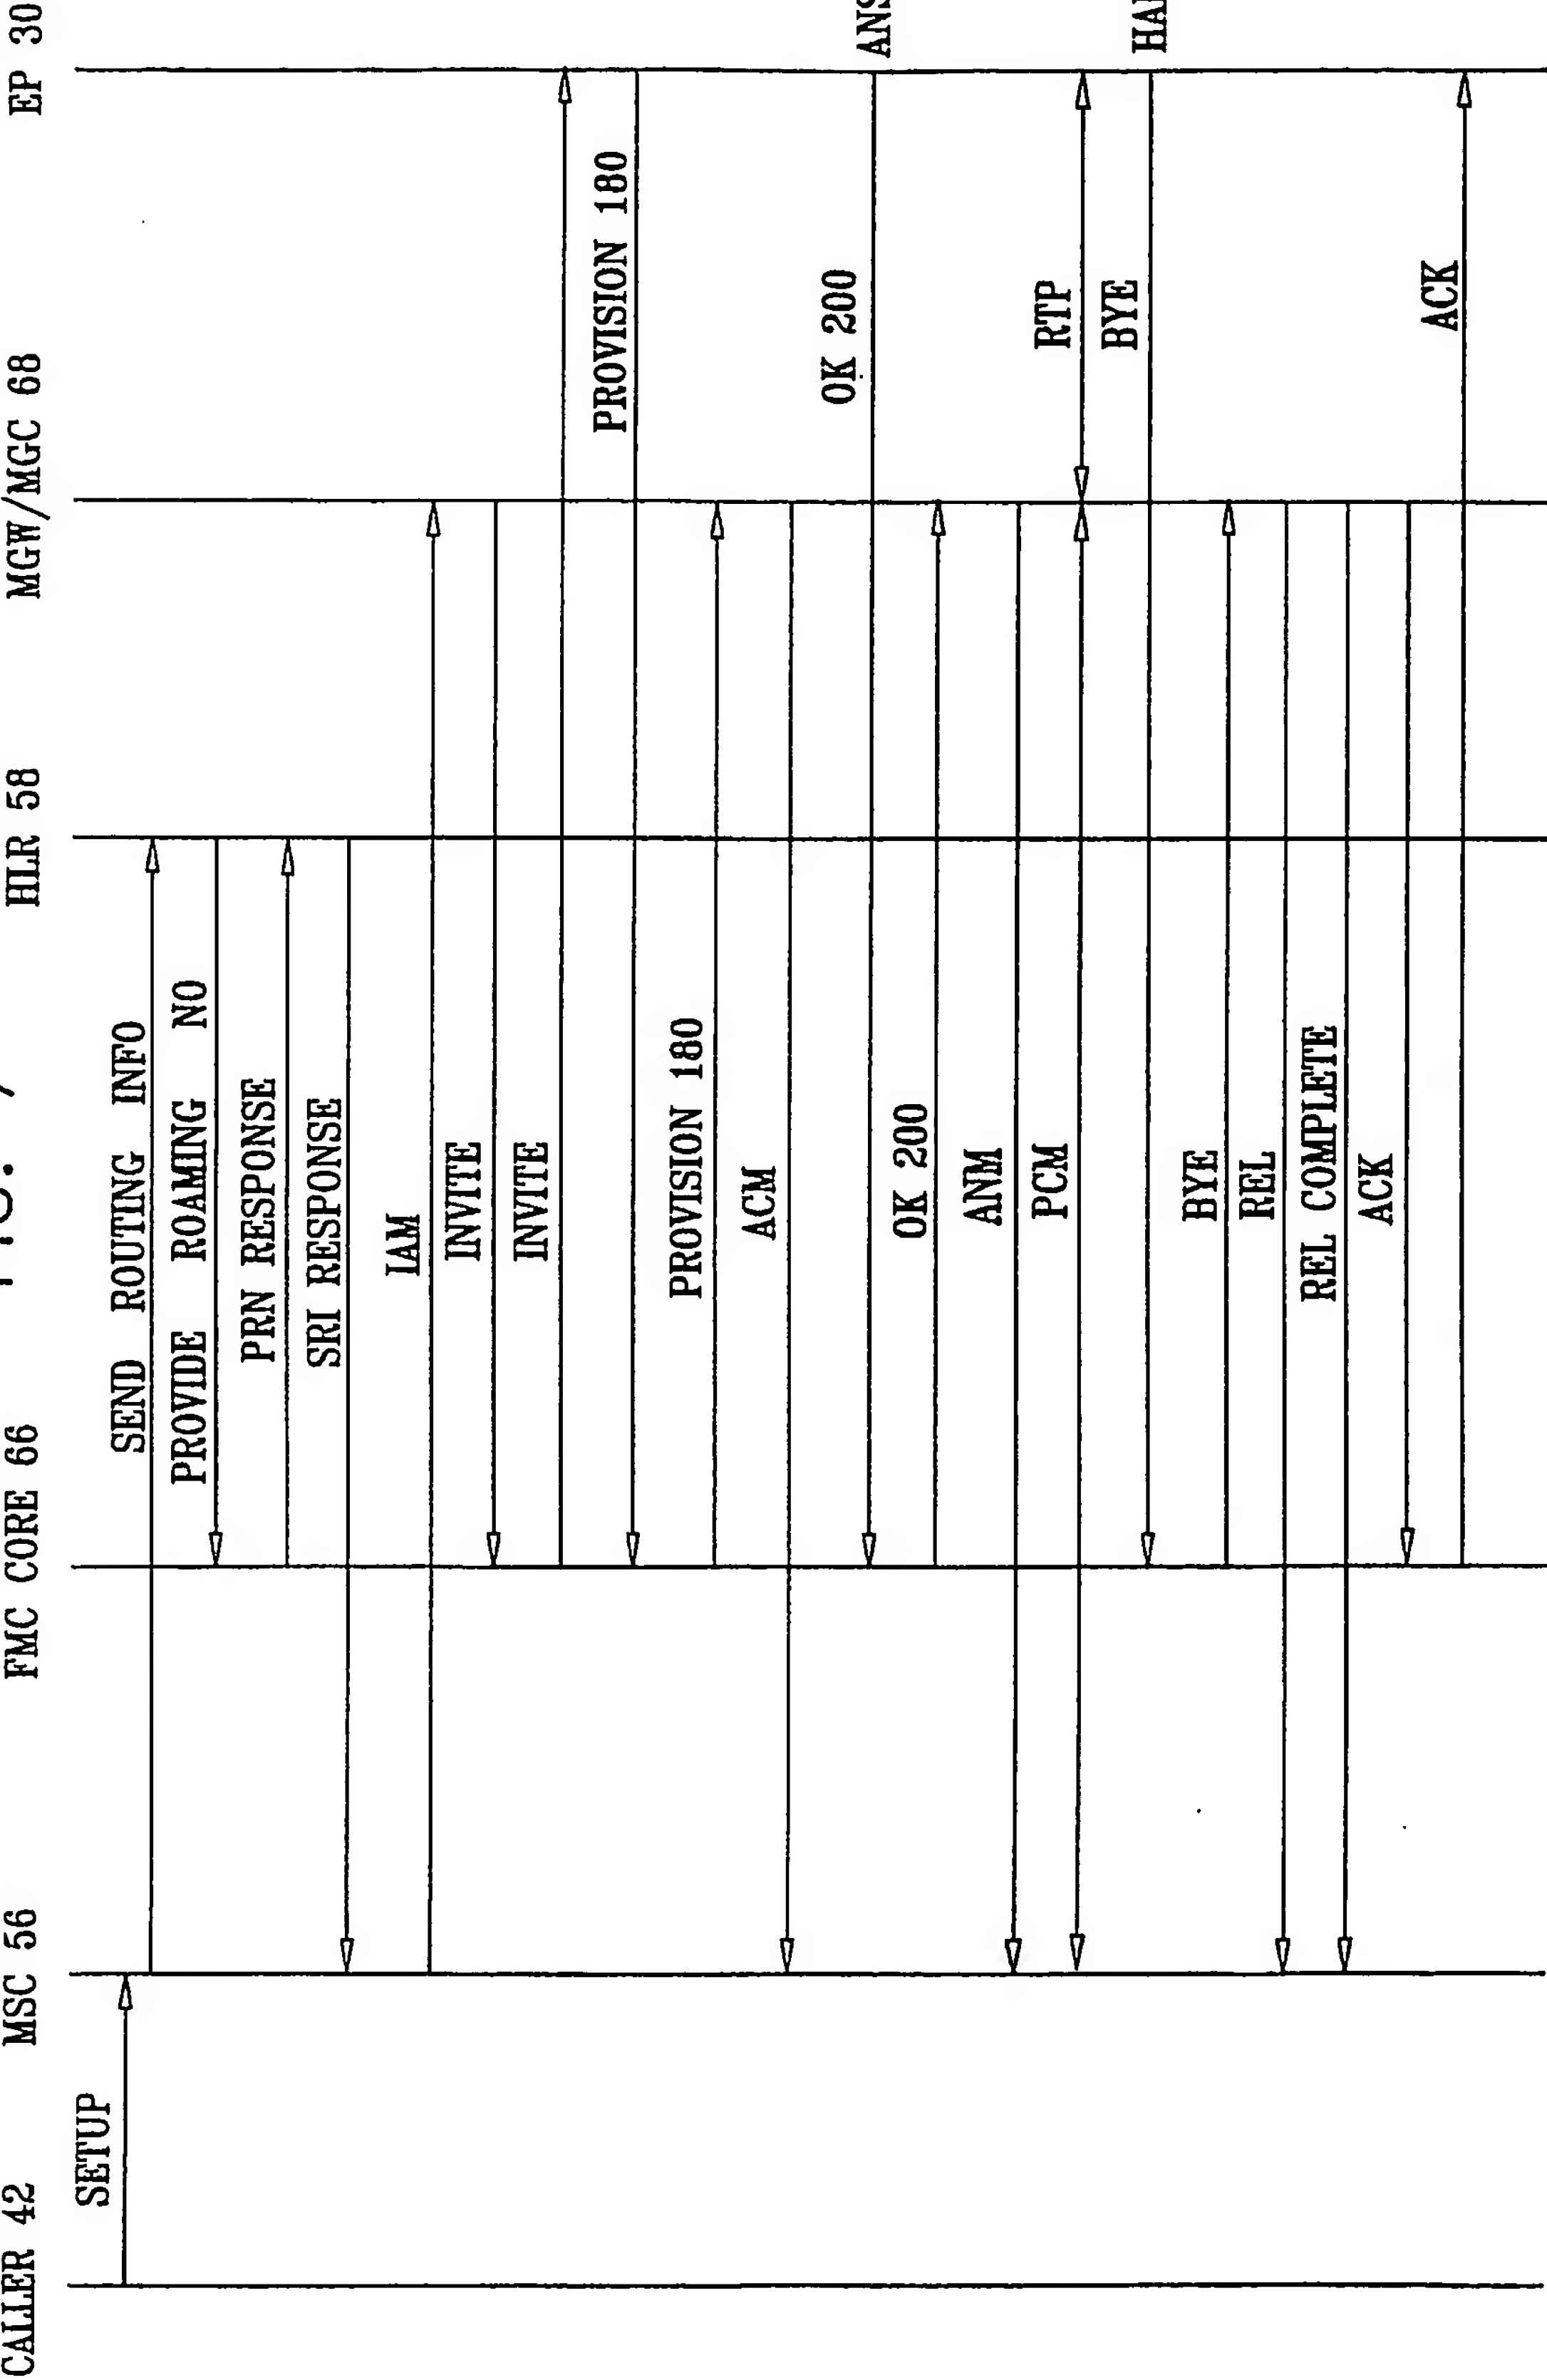 CALLER 42
MSC 56
FMC CORE 66
HLR 58
MGW/MGC 68
EP 30
SETUP
SEND ROUTING INFO
PROVIDE ROAMING NO
PRN RESPONSE
SRI RESPONSE
IAM
INVITE
INVITE
PROVISION 180
PROVISION 180
ACM
OK 200
OK 200
ANM
PCM
RTP
BYE
BYE
REL
REL COMPLETE
ACK
ACK